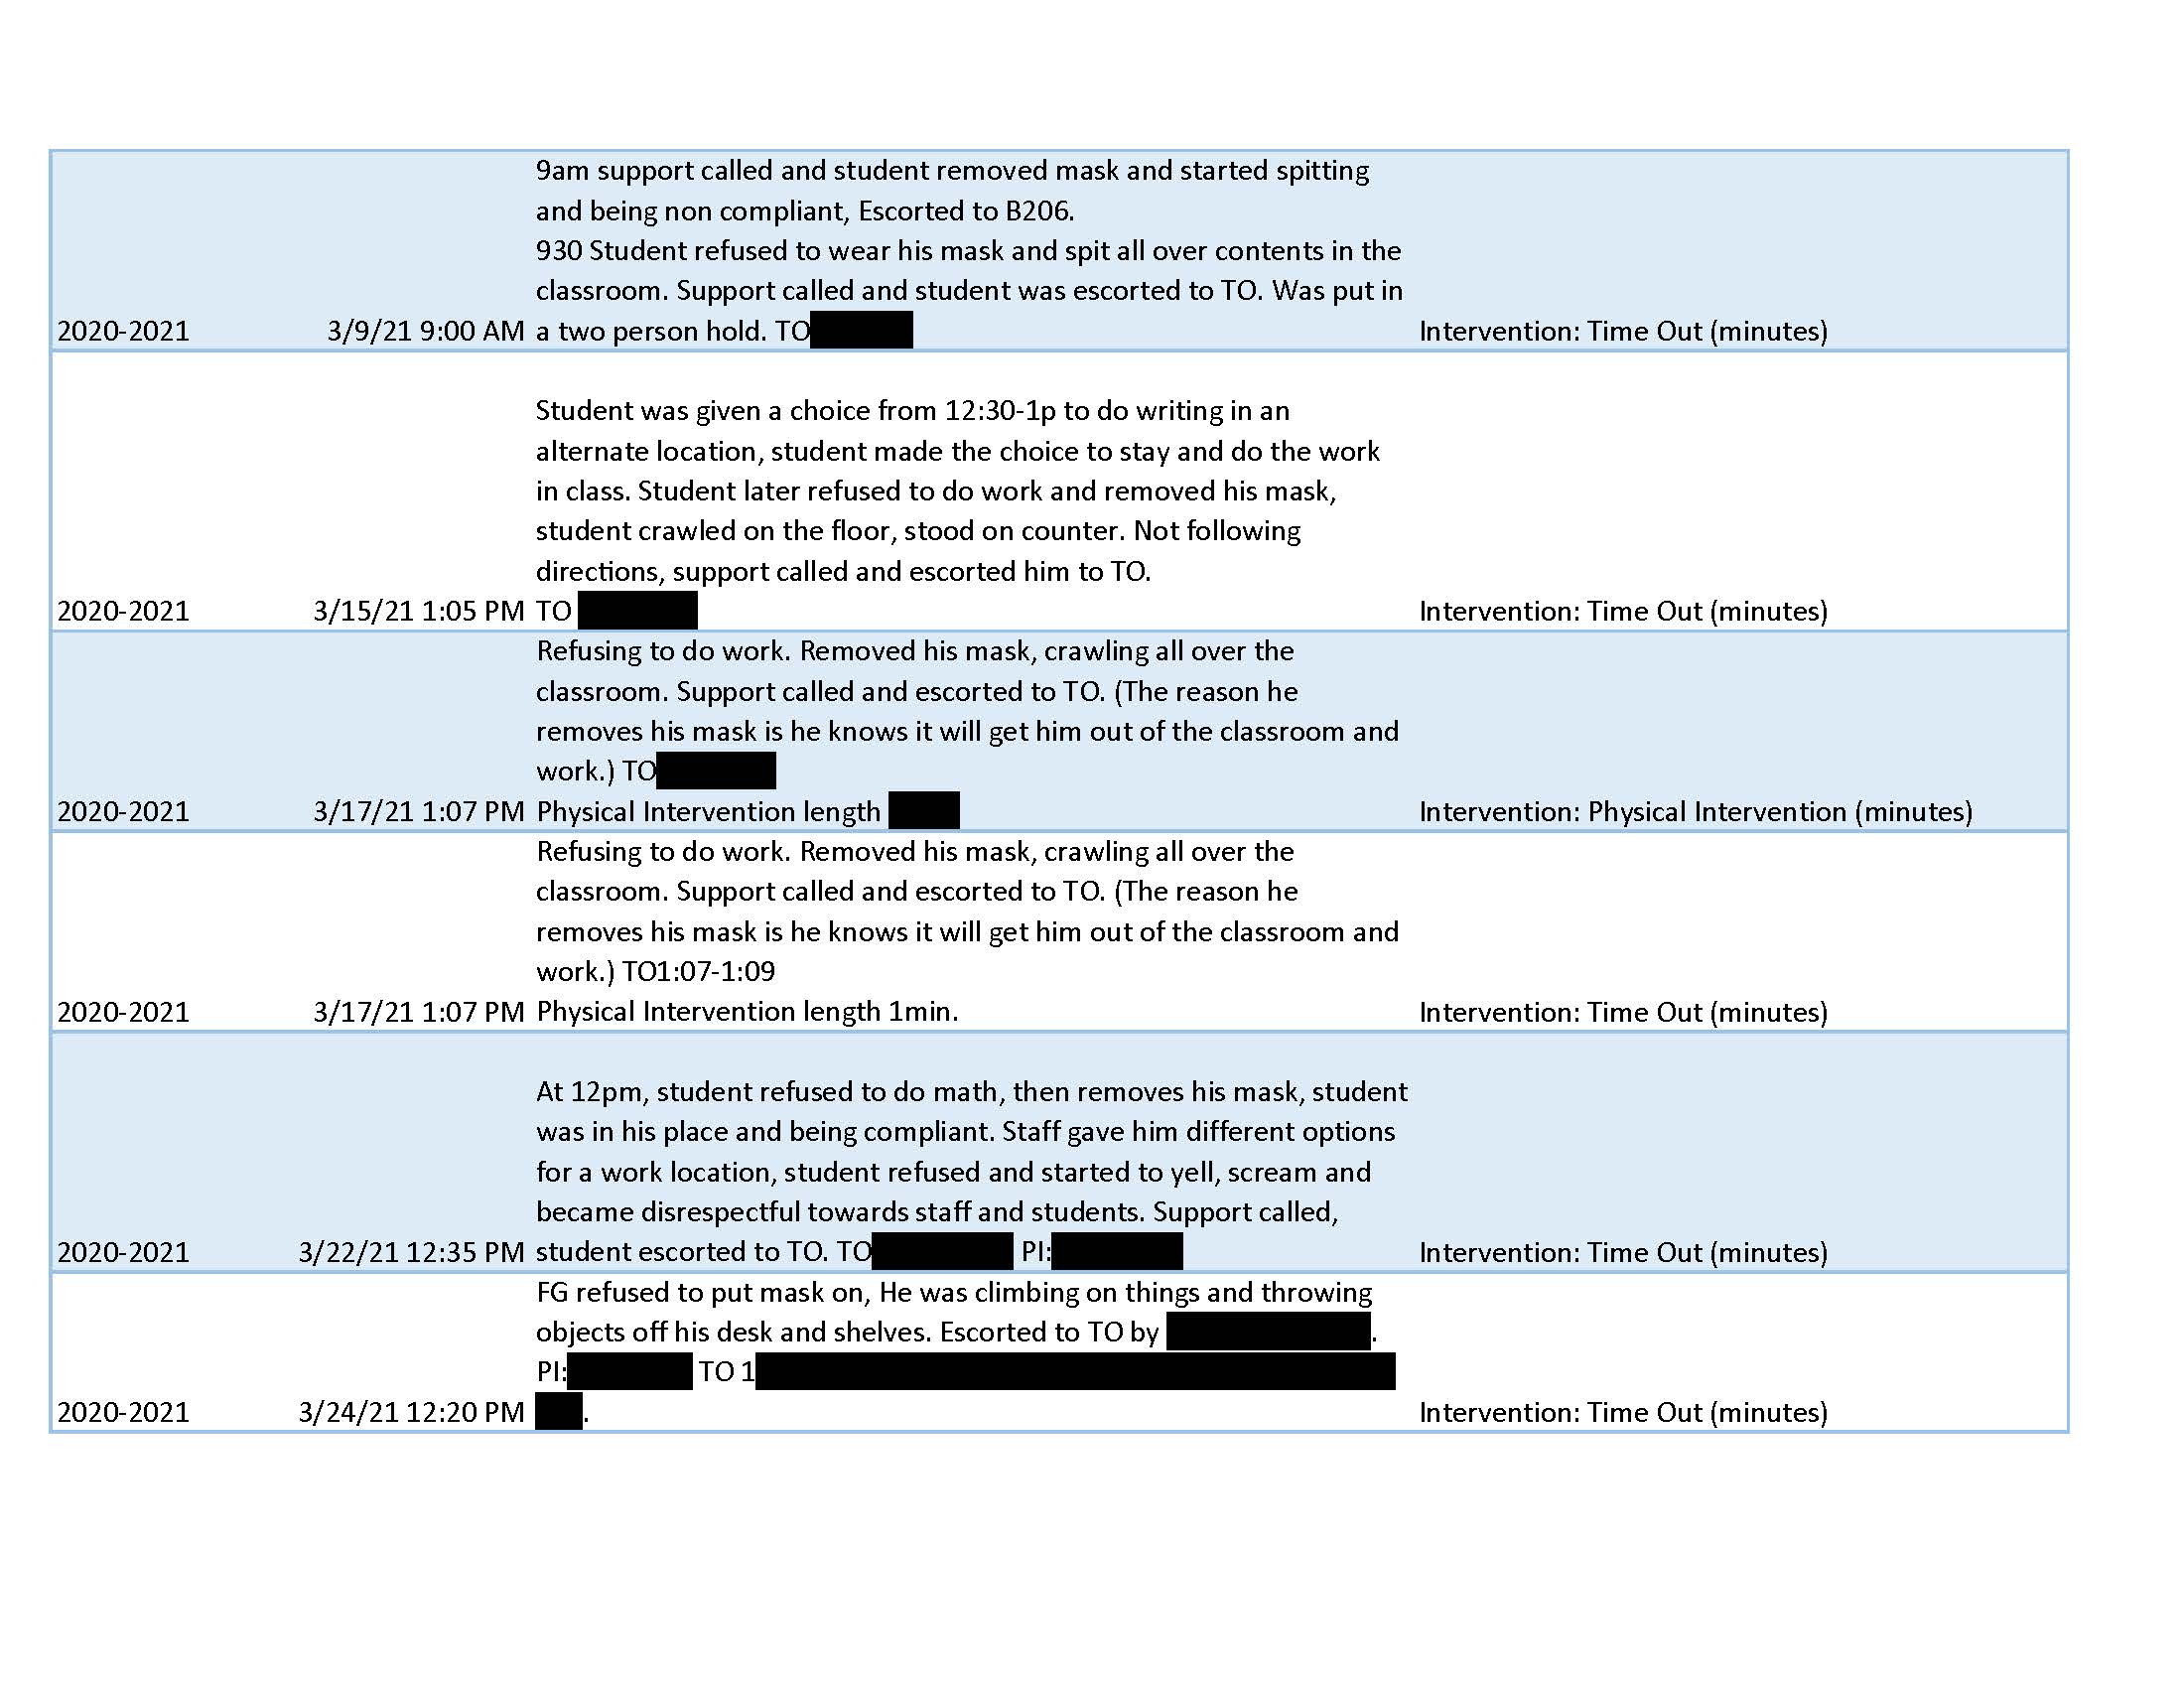 9am support called and student removed mask and started spitting
and being non compliant, Escorted to B206.
930 Student refused to wear his mask and spit all over contents in the
classroom. Support called and student was escorted to TO. Was put in
2020-2021 3/9/21 9:00 AM a two person hold. TO Intervention: Time Out (minutes)
Student was given a choice from 12:30-1p to do writing in an
alternate location, student made the choice to stay and do the work
in class. Student later refused to do work and removed his mask,
student crawled on the floor, stood on counter. Not following
directions, support called and escorted him to TO.
2020-2021 3/15/21 1:05 PM TO Intervention: Time Out (minutes)
Refusing to do work. Removed his mask, crawling all over the
classroom. Support called and escorted to TO. (The reason he
removes his mask is he knows it will get him out of the classroom and
work.) TO
2020-2021 3/17/21 1:07 PM Physical Intervention length Intervention: Physical Intervention (minutes)
Refusing to do work. Removed his mask, crawling all over the
classroom. Support called and escorted to TO. (The reason he
removes his mask is he knows it will get him out of the classroom and
work.) TO1:07-1:09
2020-2021 3/17/21 1:07 PM Physical Intervention length 1min. Intervention: Time Out (minutes)
At 12pm, student refused to do math, then removes his mask, student
was in his place and being compliant. Staff gave him different options
for a work location, student refused and started to yell, scream and
became disrespectful towards staff and students. Support called,
2020-2021 3/22/21 12:35 PM student escorted to TO. TO PI: Intervention: Time Out (minutes)
FG refused to put mask on, He was climbing on things and throwing
objects off his desk and shelves. Escorted to TO by .
PI: TO 1
2020-2021 3/24/21 12:20 PM . Intervention: Time Out (minutes)